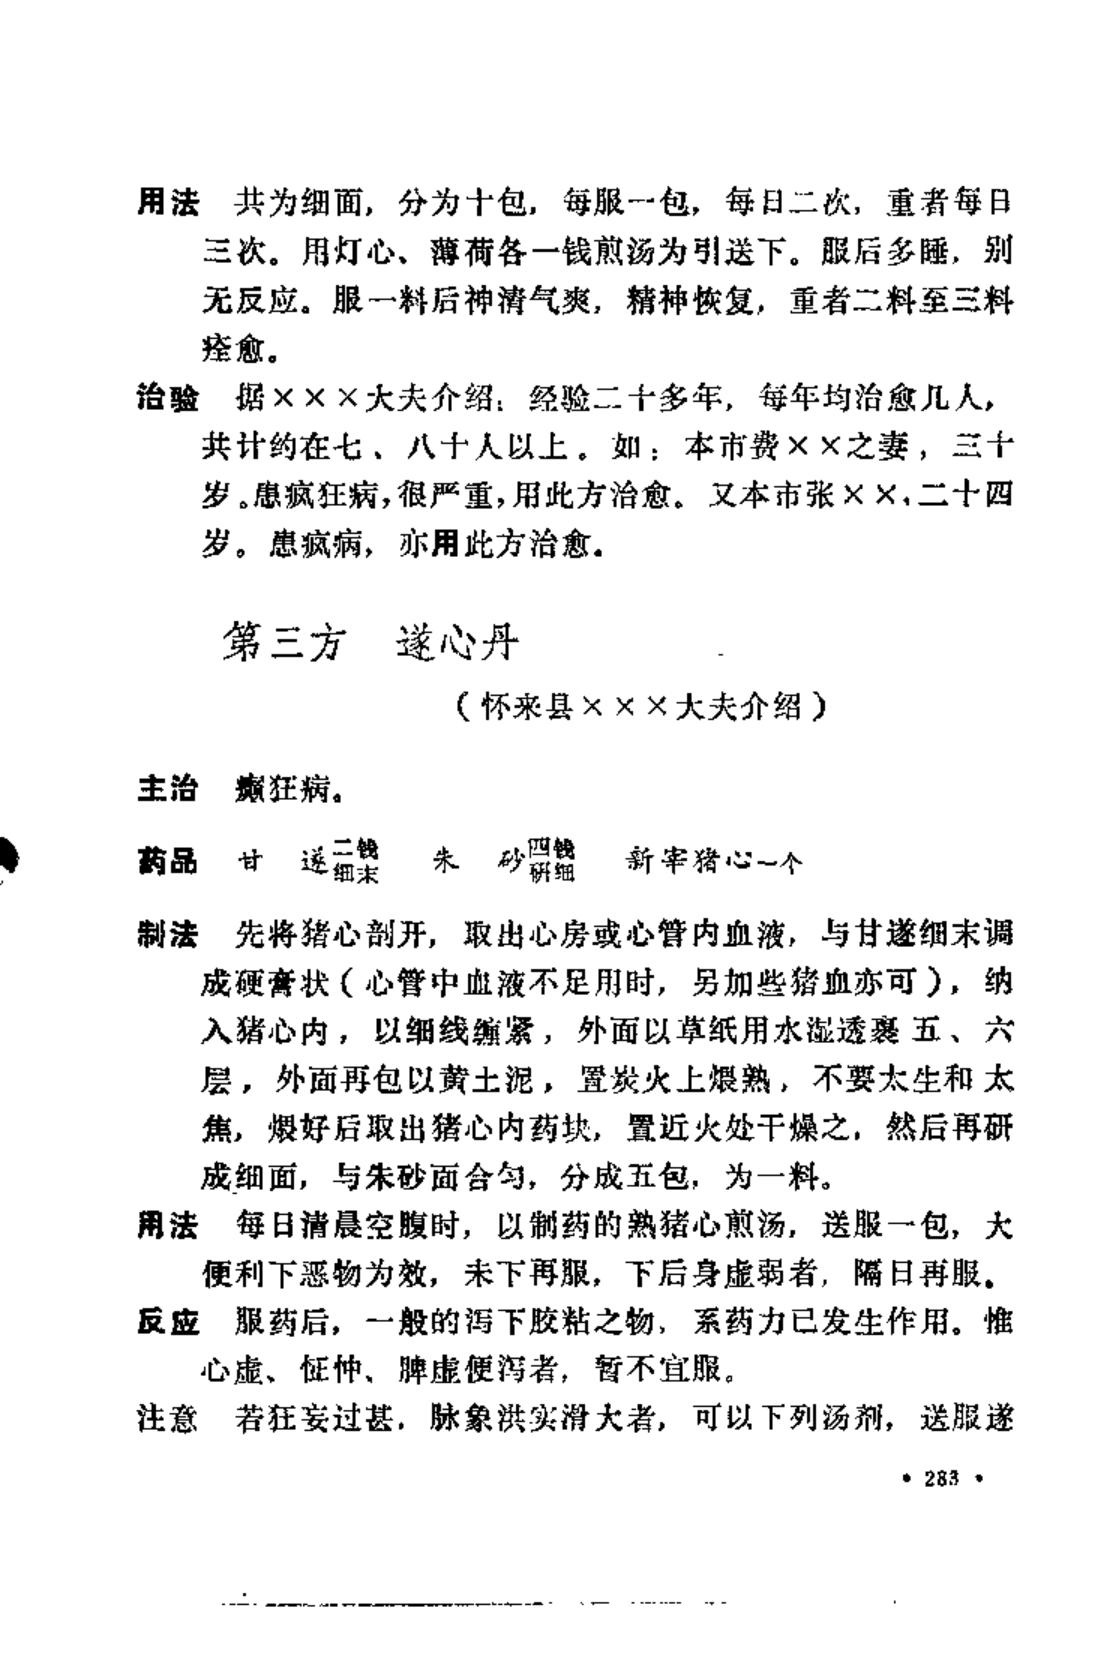 用法　共为细面，分为十包，每服一包，每日二次，重者每日
三次。用灯心、薄荷各一钱煎汤为引送下。服后多睡，别
无反应。服一料后神清气爽，精神恢复，重者二料至三料
痊愈。
治验　据×××大夫介绍：经验二十多年，每年均治愈几人，
共计约在七、八十人以上。如：本市费××之妻，三十
岁。患疯狂病，很严重，用此方治愈。又本市张××，二十四
岁。患疯病，亦用此方治愈。
第三方　遂心丹
（怀来县×××大夫介绍）
主治　癫狂病。
药品　甘　遂二钱细末　朱　砂四钱研细　新宰猪心一个
制法　先将猪心剖开，取出心房或心管内血液，与甘遂细末调
成硬膏状（心管中血液不足用时，另加些猪血亦可），纳
入猪心内，以细线缠紧，外面以草纸用水湿透裹五、六
层，外面再包以黄土泥，置炭火上煨熟，不要太生和太
焦，煅好后取出猪心内药块，置近火处干燥之，然后再研
成细面，与朱砂面合匀，分成五包，为一料。
用法　每日清晨空腹时，以制药的熟猪心煎汤，送服一包，大
便利下恶物为效，未下再服，下后身虚弱者，隔日再服。
反应　服药后，一般的泻下胶粘之物，系药力已发生作用。惟
心虚、怔忡、脾虚便泻者，暂不宜服。
注意　若狂妄过甚，脉象洪实滑大者，可以下列汤剂，送服遂
• 283 •